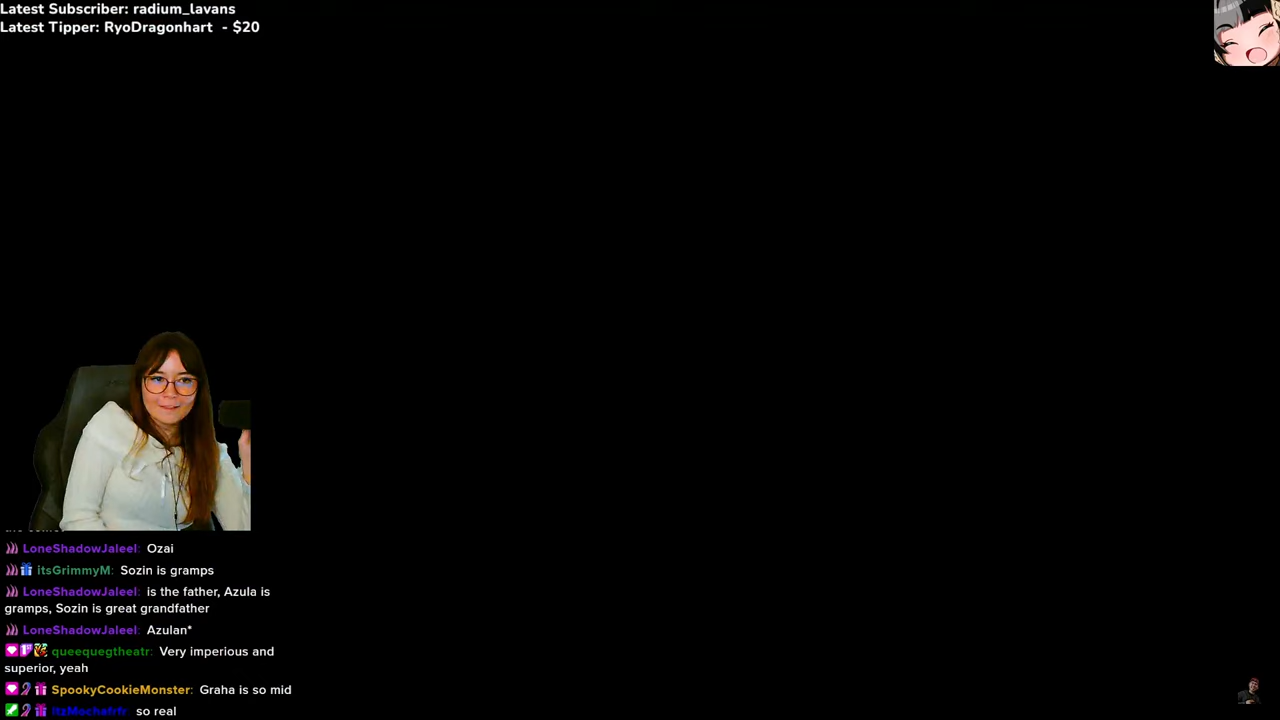 Latest Subscriber: radium_lavans
Latest Tipper: RyoDragonhart - $20
LoneShadowJaleel: Ozai
itsGrimmyM: Sozin is gramps
LoneShadowJaleel: is the father, Azula is
gramps, Sozin is great grandfather
LoneShadowJaleel: Azulan*
queequegtheatr: Very imperious and
superior, yeah
SpookyCookieMonster: Graha is so mid
ItzMochafrfr: so real